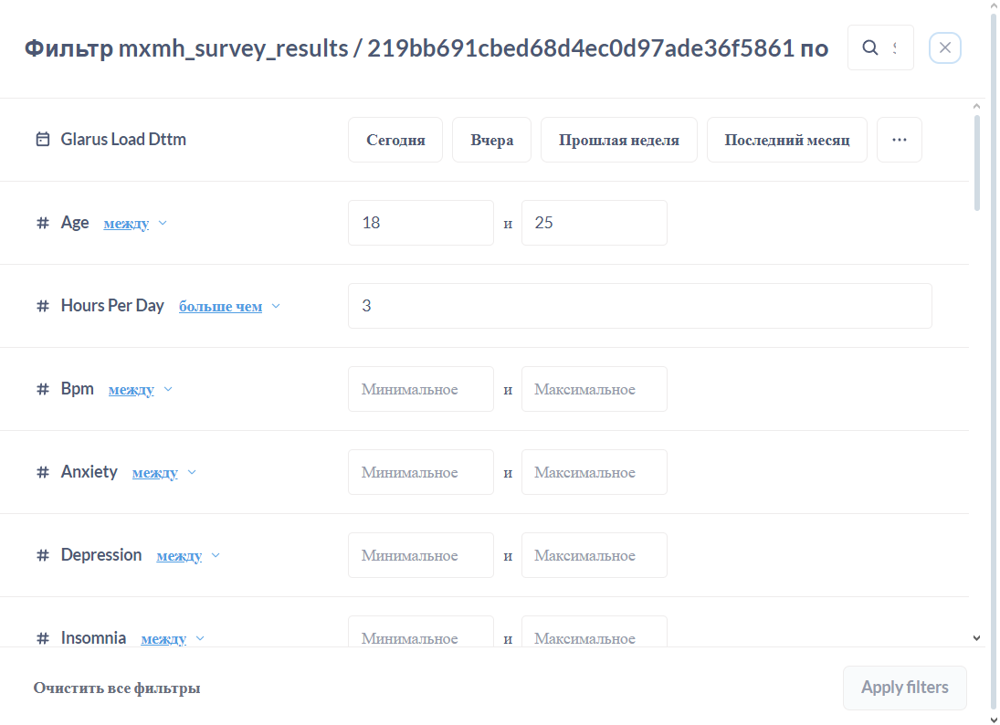 Фильтр mxmh_survey_results / 219bb691cbed68d4ec0d97ade36f5861 по
Glarus Load Dttm Сегодня Вчера Прошлая неделя Последний месяц ...
# Age между 18 и 25
# Hours Per Day больше чем 3
# Bpm между Минимальное и Максимальное
# Anxiety между Минимальное и Максимальное
# Depression между Минимальное и Максимальное
# Insomnia между Минимальное и Максимальное
Очистить все фильтры Apply filters